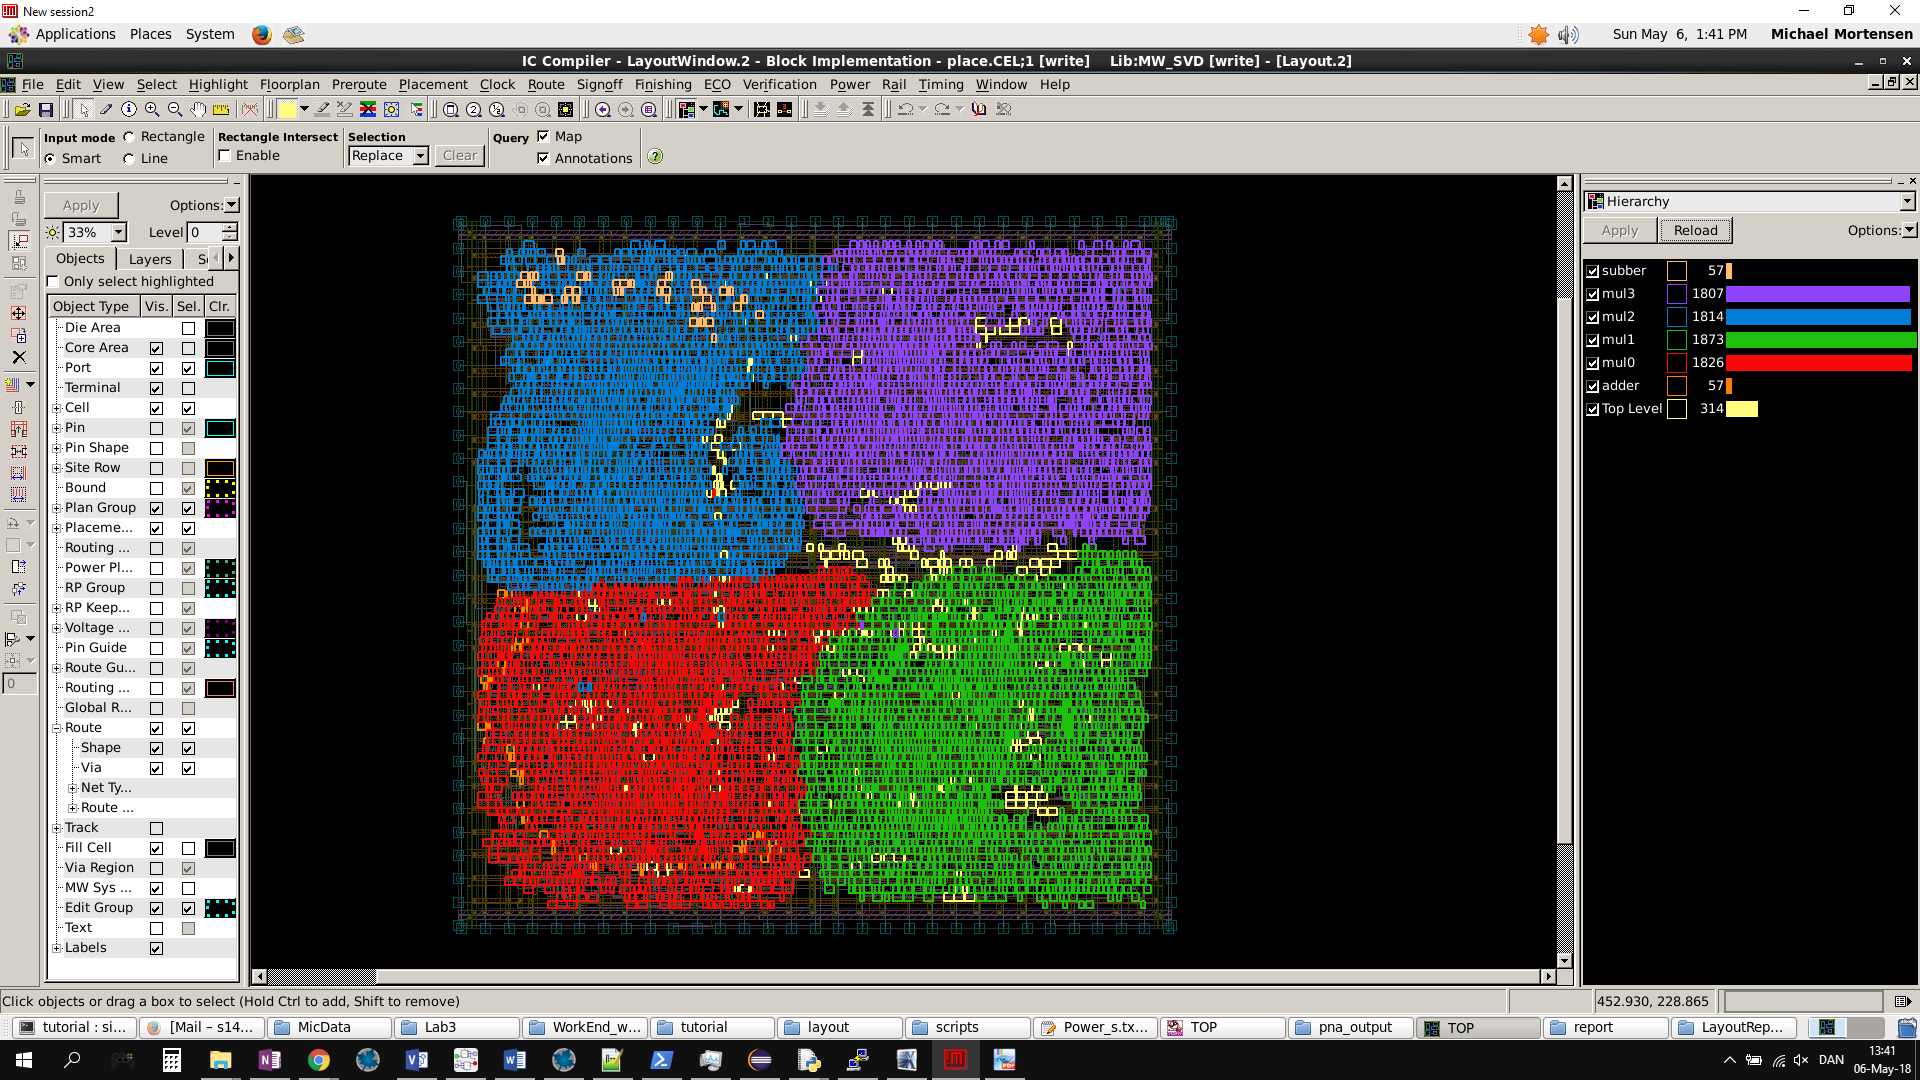 New session2
Applications Places System
Sun May 6, 1:41 PM Michael Mortensen
IC Compiler - LayoutWindow.2 - Block Implementation - place.CEL;1 [write] Lib:MW_SVD [write] - [Layout.2]
File Edit View Select Highlight Floorplan Preroute Placement Clock Route Signoff Finishing ECO Verification Power Rail Timing Window Help
Input mode Rectangle Rectangle Intersect Selection Query Map
Smart Line Enable Replace Clear Annotations
Apply Options:
33% Level 0
Objects Layers
Only select highlighted
Object Type Vis. Sel. Clr.
Die Area
Core Area
Port
Terminal
Cell
Pin
Pin Shape
Site Row
Bound
Plan Group
Placeme...
Routing ...
Power Pl...
RP Group
RP Keep...
Voltage ...
Pin Guide
Route Gu...
Routing ...
Global R...
Route
Shape
Via
Net Ty...
Route ...
Track
Fill Cell
Via Region
MW Sys ...
Edit Group
Text
Labels
0
Hierarchy
Apply Reload Options:
subber 57
mul3 1807
mul2 1814
mul1 1873
mul0 1826
adder 57
Top Level 314
Click objects or drag a box to select (Hold Ctrl to add, Shift to remove)
452.930, 228.865
tutorial : si... [Mail – s14... MicData Lab3 WorkEnd_w... tutorial layout scripts Power_s.tx... TOP pna_output TOP report LayoutRep...
DAN
13:41
06-May-18